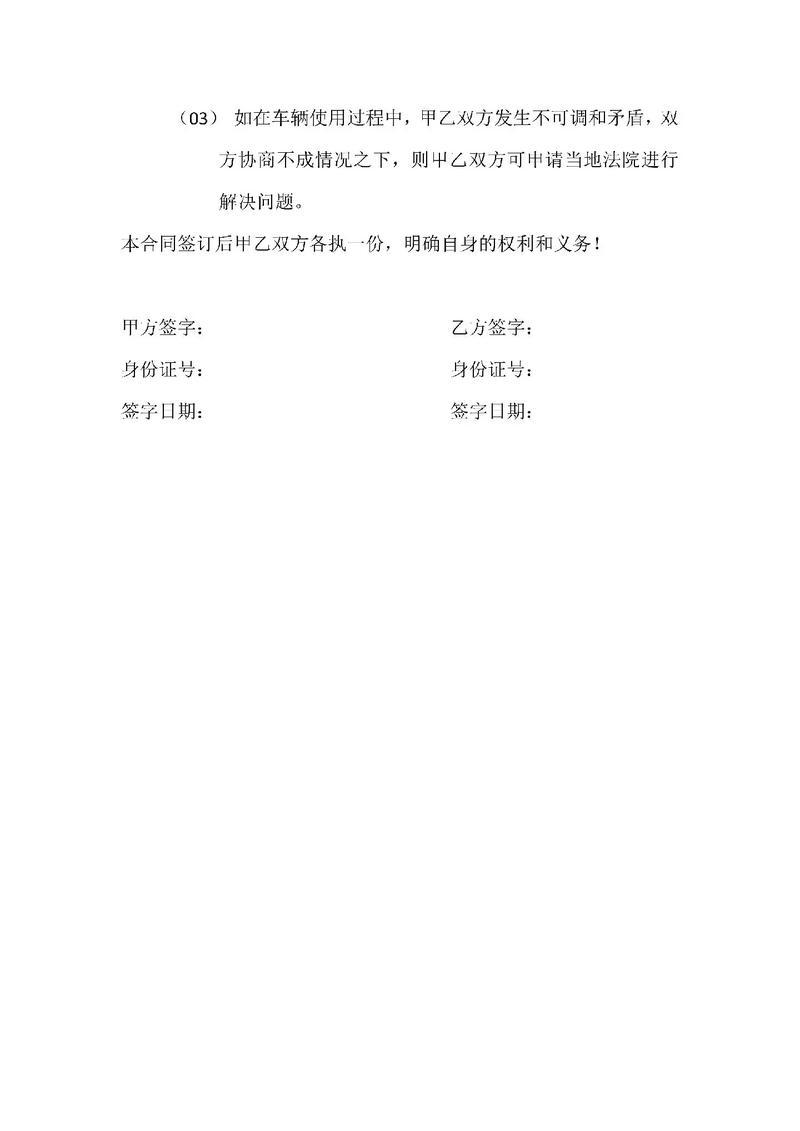 （03） 如在车辆使用过程中，甲乙双方发生不可调和矛盾，双
方协商不成情况之下，则甲乙双方可申请当地法院进行
解决问题。
本合同签订后甲乙双方各执一份，明确自身的权利和义务！
甲方签字： 乙方签字：
身份证号： 身份证号：
签字日期： 签字日期：